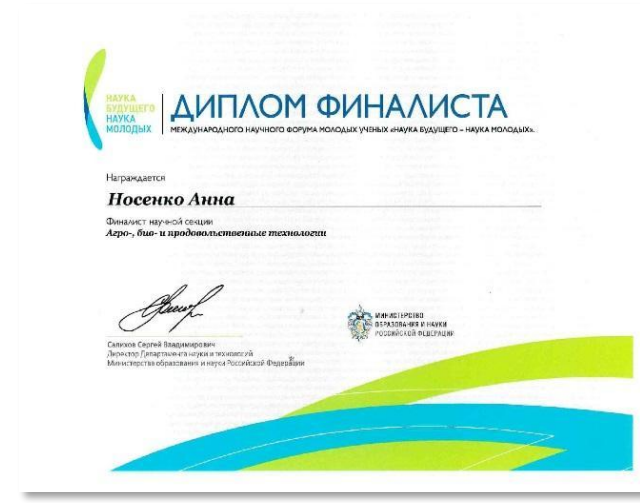 НАУКА
БУДУЩЕГО
НАУКА
МОЛОДЫХ
ДИПЛОМ ФИНАЛИСТА
МЕЖДУНАРОДНОГО НАУЧНОГО ФОРУМА МОЛОДЫХ УЧЕНЫХ «НАУКА БУДУЩЕГО – НАУКА МОЛОДЫХ».
Награждается
Носенко Анна
Финалист научной секции
Агро-, био- и продовольственные технологии
МИНИСТЕРСТВО
ОБРАЗОВАНИЯ И НАУКИ
РОССИЙСКОЙ ФЕДЕРАЦИИ
Салихов Сергей Владимирович
Директор Департамента науки и технологий
Министерства образования и науки Российской Федерации